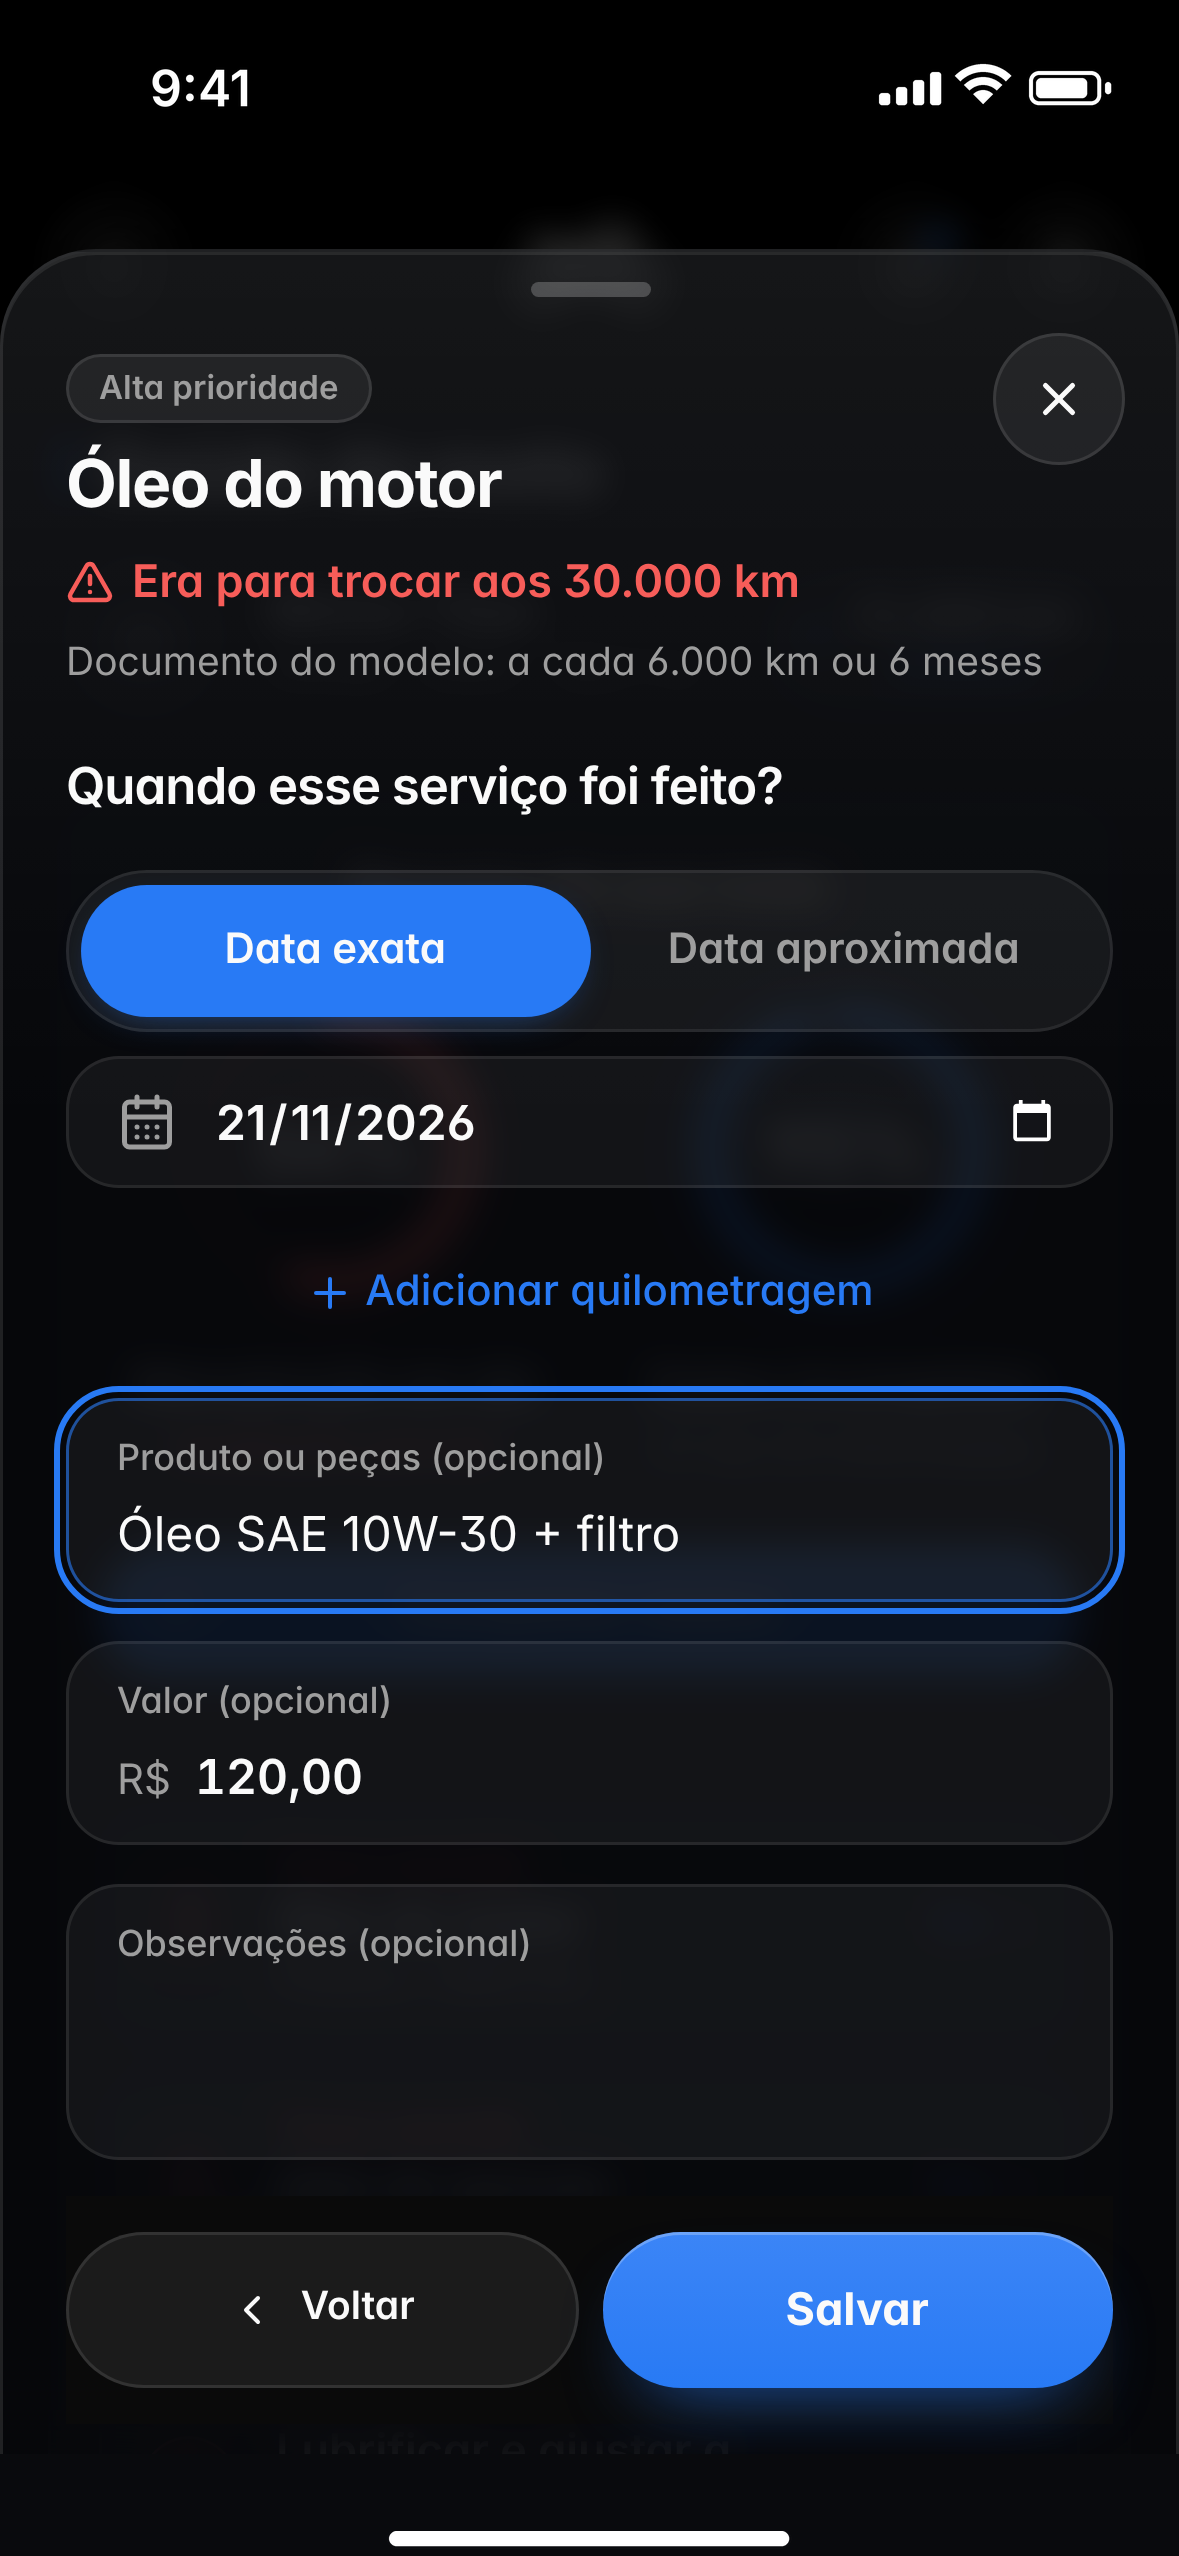 9:41
Alta prioridade
Óleo do motor
Era para trocar aos 30.000 km
Documento do modelo: a cada 6.000 km ou 6 meses
Quando esse serviço foi feito?
Data exata
Data aproximada
21/11/2026
+ Adicionar quilometragem
Produto ou peças (opcional)
Óleo SAE 10W-30 + filtro
Valor (opcional)
R$ 120,00
Observações (opcional)
Voltar
Salvar
Lubrificar e ajustar a